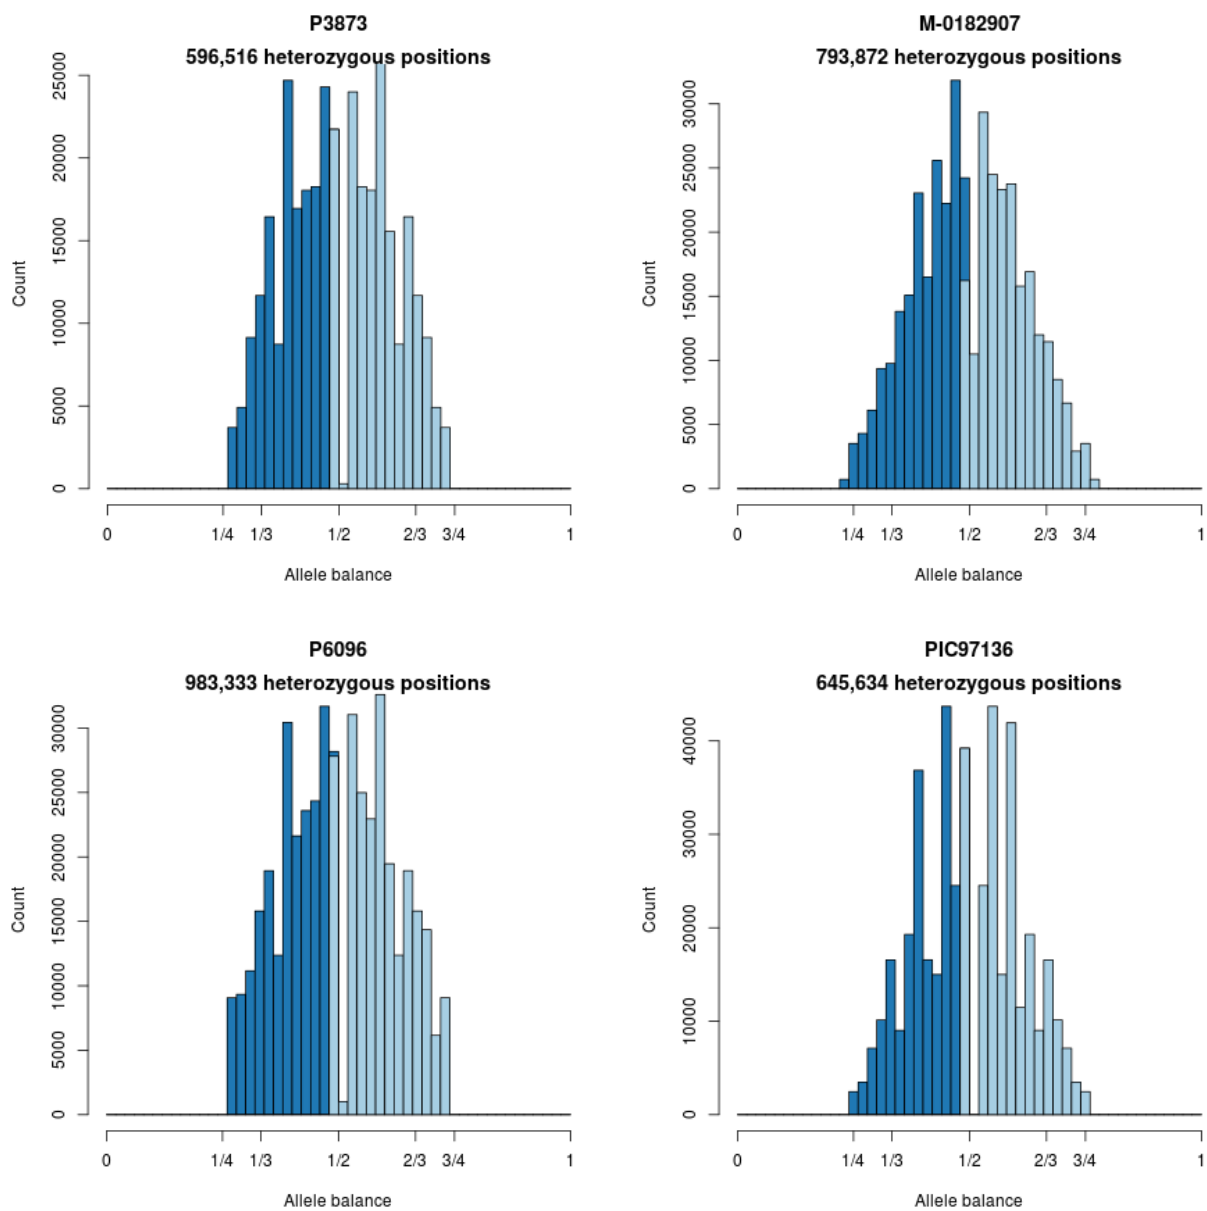 P3873
596,516 heterozygous positions
Count
0
5000
10000
15000
20000
25000
0 1/4 1/3 1/2 2/3 3/4 1
Allele balance
M-0182907
793,872 heterozygous positions
Count
0
5000
10000
15000
20000
25000
30000
0 1/4 1/3 1/2 2/3 3/4 1
Allele balance
P6096
983,333 heterozygous positions
Count
0
5000
10000
15000
20000
25000
30000
0 1/4 1/3 1/2 2/3 3/4 1
Allele balance
PIC97136
645,634 heterozygous positions
Count
0
10000
20000
30000
40000
0 1/4 1/3 1/2 2/3 3/4 1
Allele balance